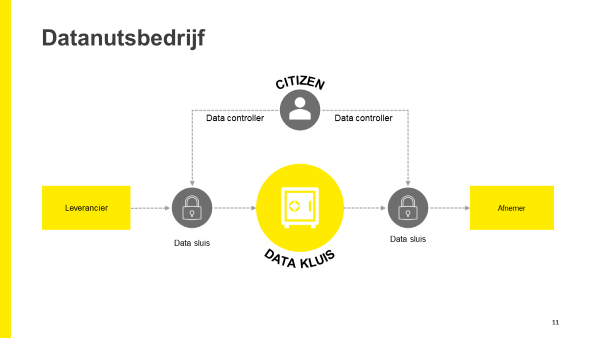 Datanutsbedrijf
CITIZEN
Data controller
Data controller
Leverancier
Afnemer
Data sluis
Data sluis
DATA KLUIS
11